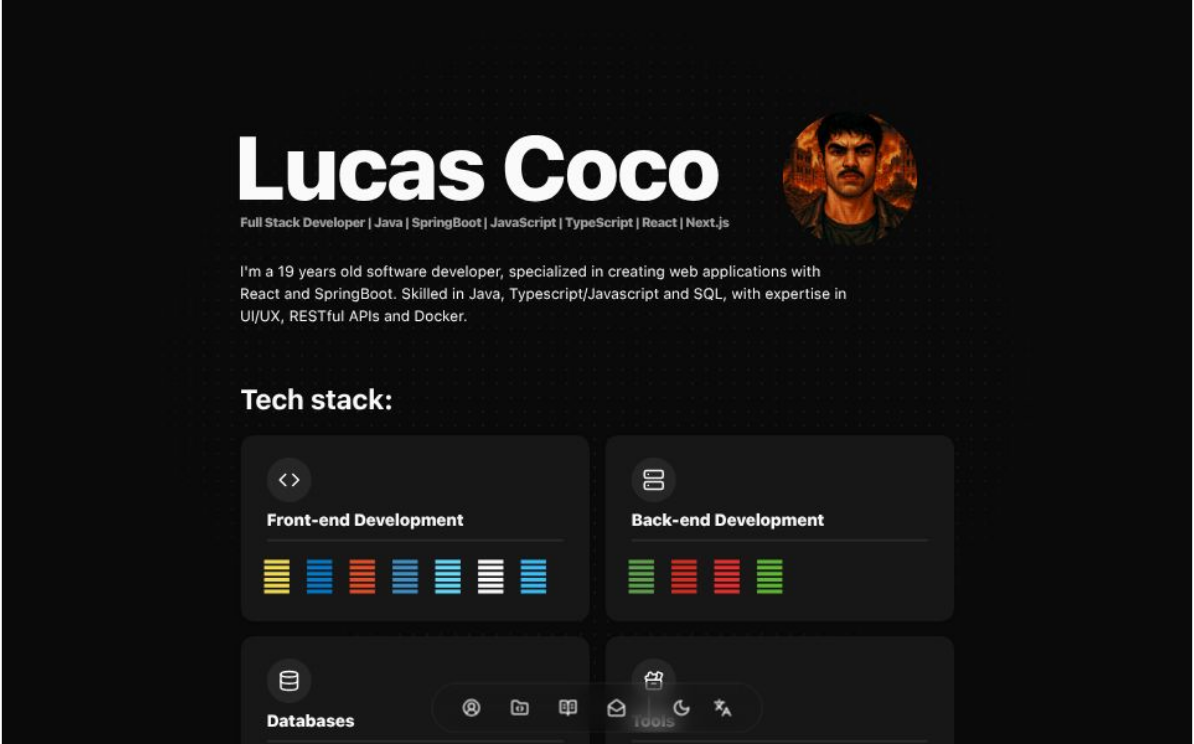 Lucas Coco
Full Stack Developer | Java | SpringBoot | JavaScript | TypeScript | React | Next.js
I'm a 19 years old software developer, specialized in creating web applications with
React and SpringBoot. Skilled in Java, Typescript/Javascript and SQL, with expertise in
UI/UX, RESTful APIs and Docker.
Tech stack:
Front-end Development
Back-end Development
Databases
Tools